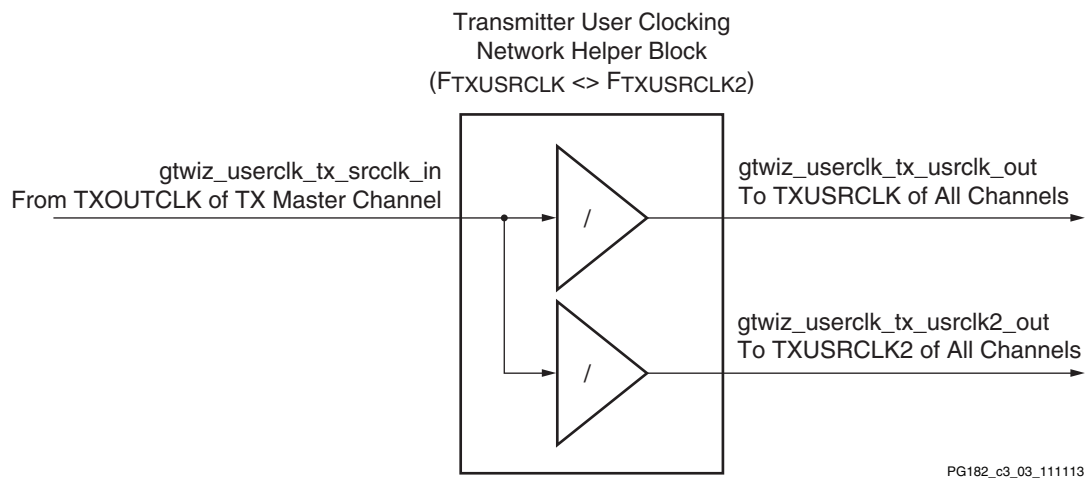 Transmitter User Clocking
Network Helper Block
(FTXUSRCLK <> FTXUSRCLK2)
gtwiz_userclk_tx_srcclk_in
From TXOUTCLK of TX Master Channel
/
gtwiz_userclk_tx_usrclk_out
To TXUSRCLK of All Channels
/
gtwiz_userclk_tx_usrclk2_out
To TXUSRCLK2 of All Channels
PG182_c3_03_111113